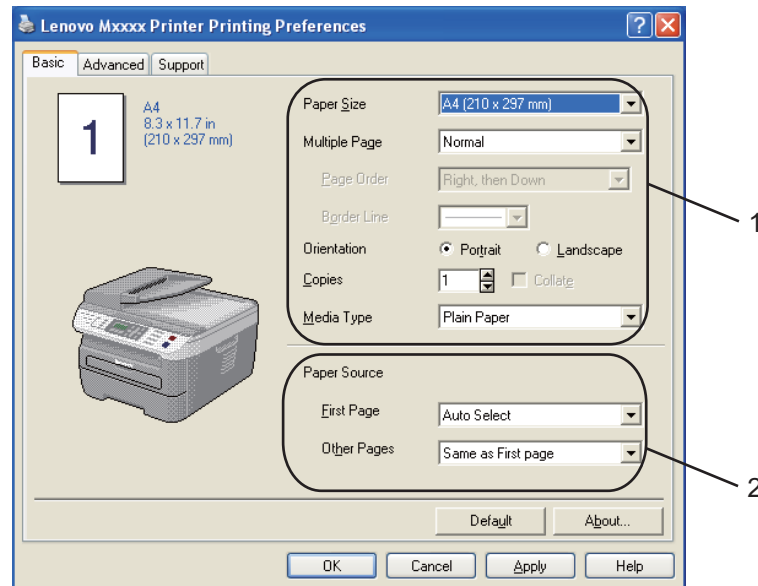 Lenovo Mxxxx Printer Printing Preferences
Basic Advanced Support
1
A4
8.3 x 11.7 in
(210 x 297 mm)
Paper Size A4 (210 x 297 mm)
Multiple Page Normal
Page Order Right, then Down
Border Line
Orientation Portrait Landscape
Copies 1 Collate
Media Type Plain Paper
1
Paper Source
First Page Auto Select
Other Pages Same as First page
2
Default About...
OK Cancel Apply Help